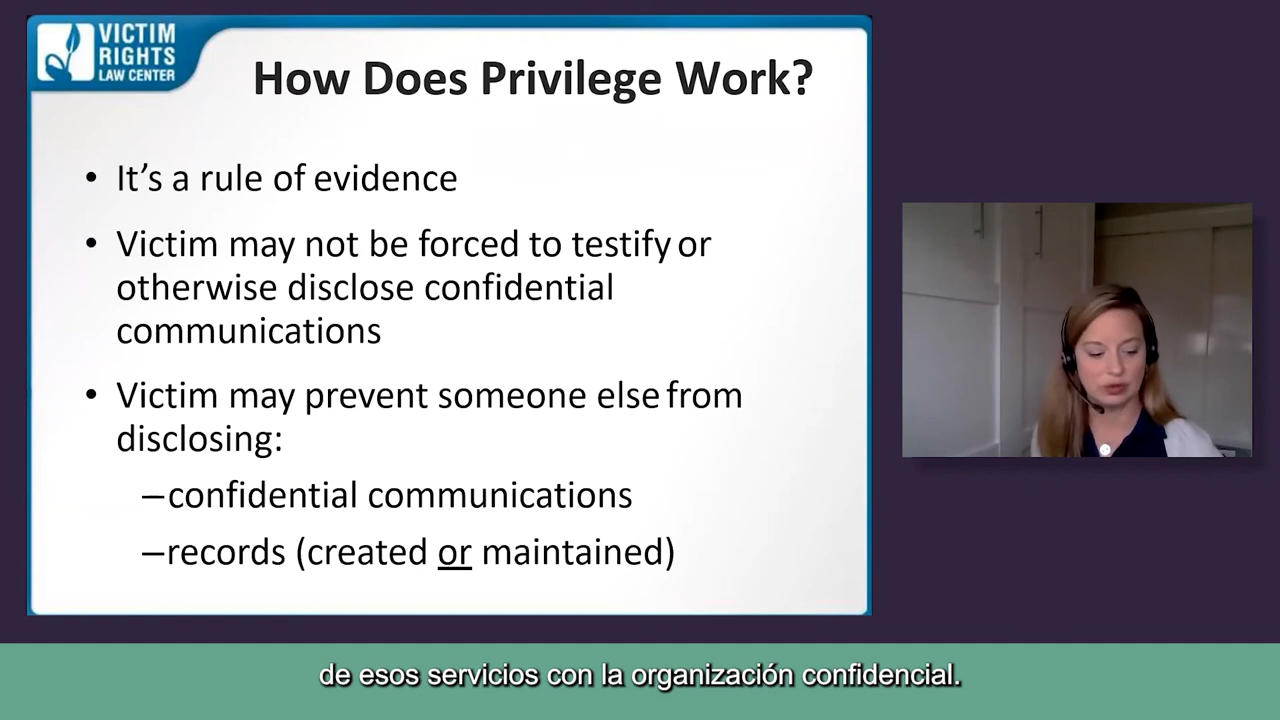 VICTIM
RIGHTS
LAW CENTER
How Does Privilege Work?
• It's a rule of evidence
• Victim may not be forced to testify or
otherwise disclose confidential
communications
• Victim may prevent someone else from
disclosing:
–confidential communications
–records (created or maintained)
de esos servicios con la organización confidencial.